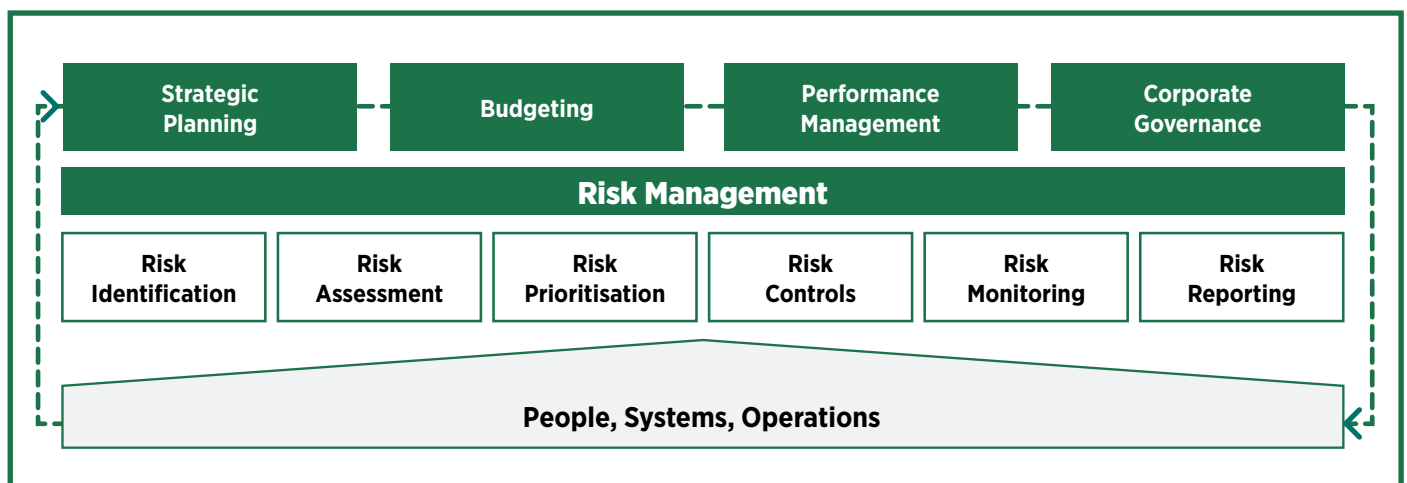 Strategic
Planning
Budgeting
Performance
Management
Corporate
Governance
Risk Management
Risk
Identification
Risk
Assessment
Risk
Prioritisation
Risk
Controls
Risk
Monitoring
Risk
Reporting
People, Systems, Operations